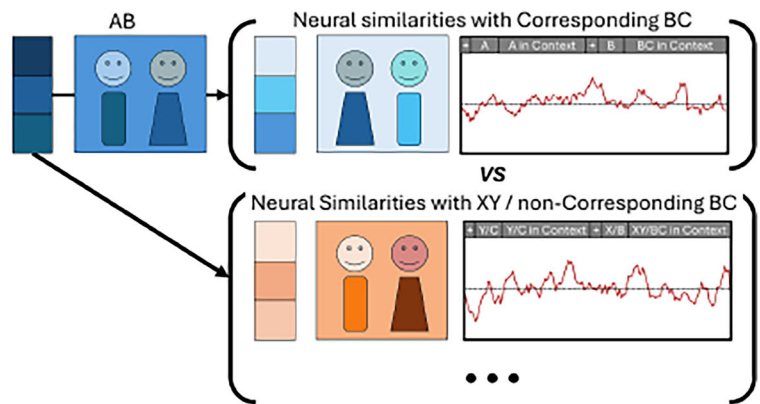 AB
Neural similarities with Corresponding BC
+ A A in Context + B BC in Context
VS
Neural Similarities with XY / non-Corresponding BC
+ Y/C Y/C in Context + X/B XY/BC in Context